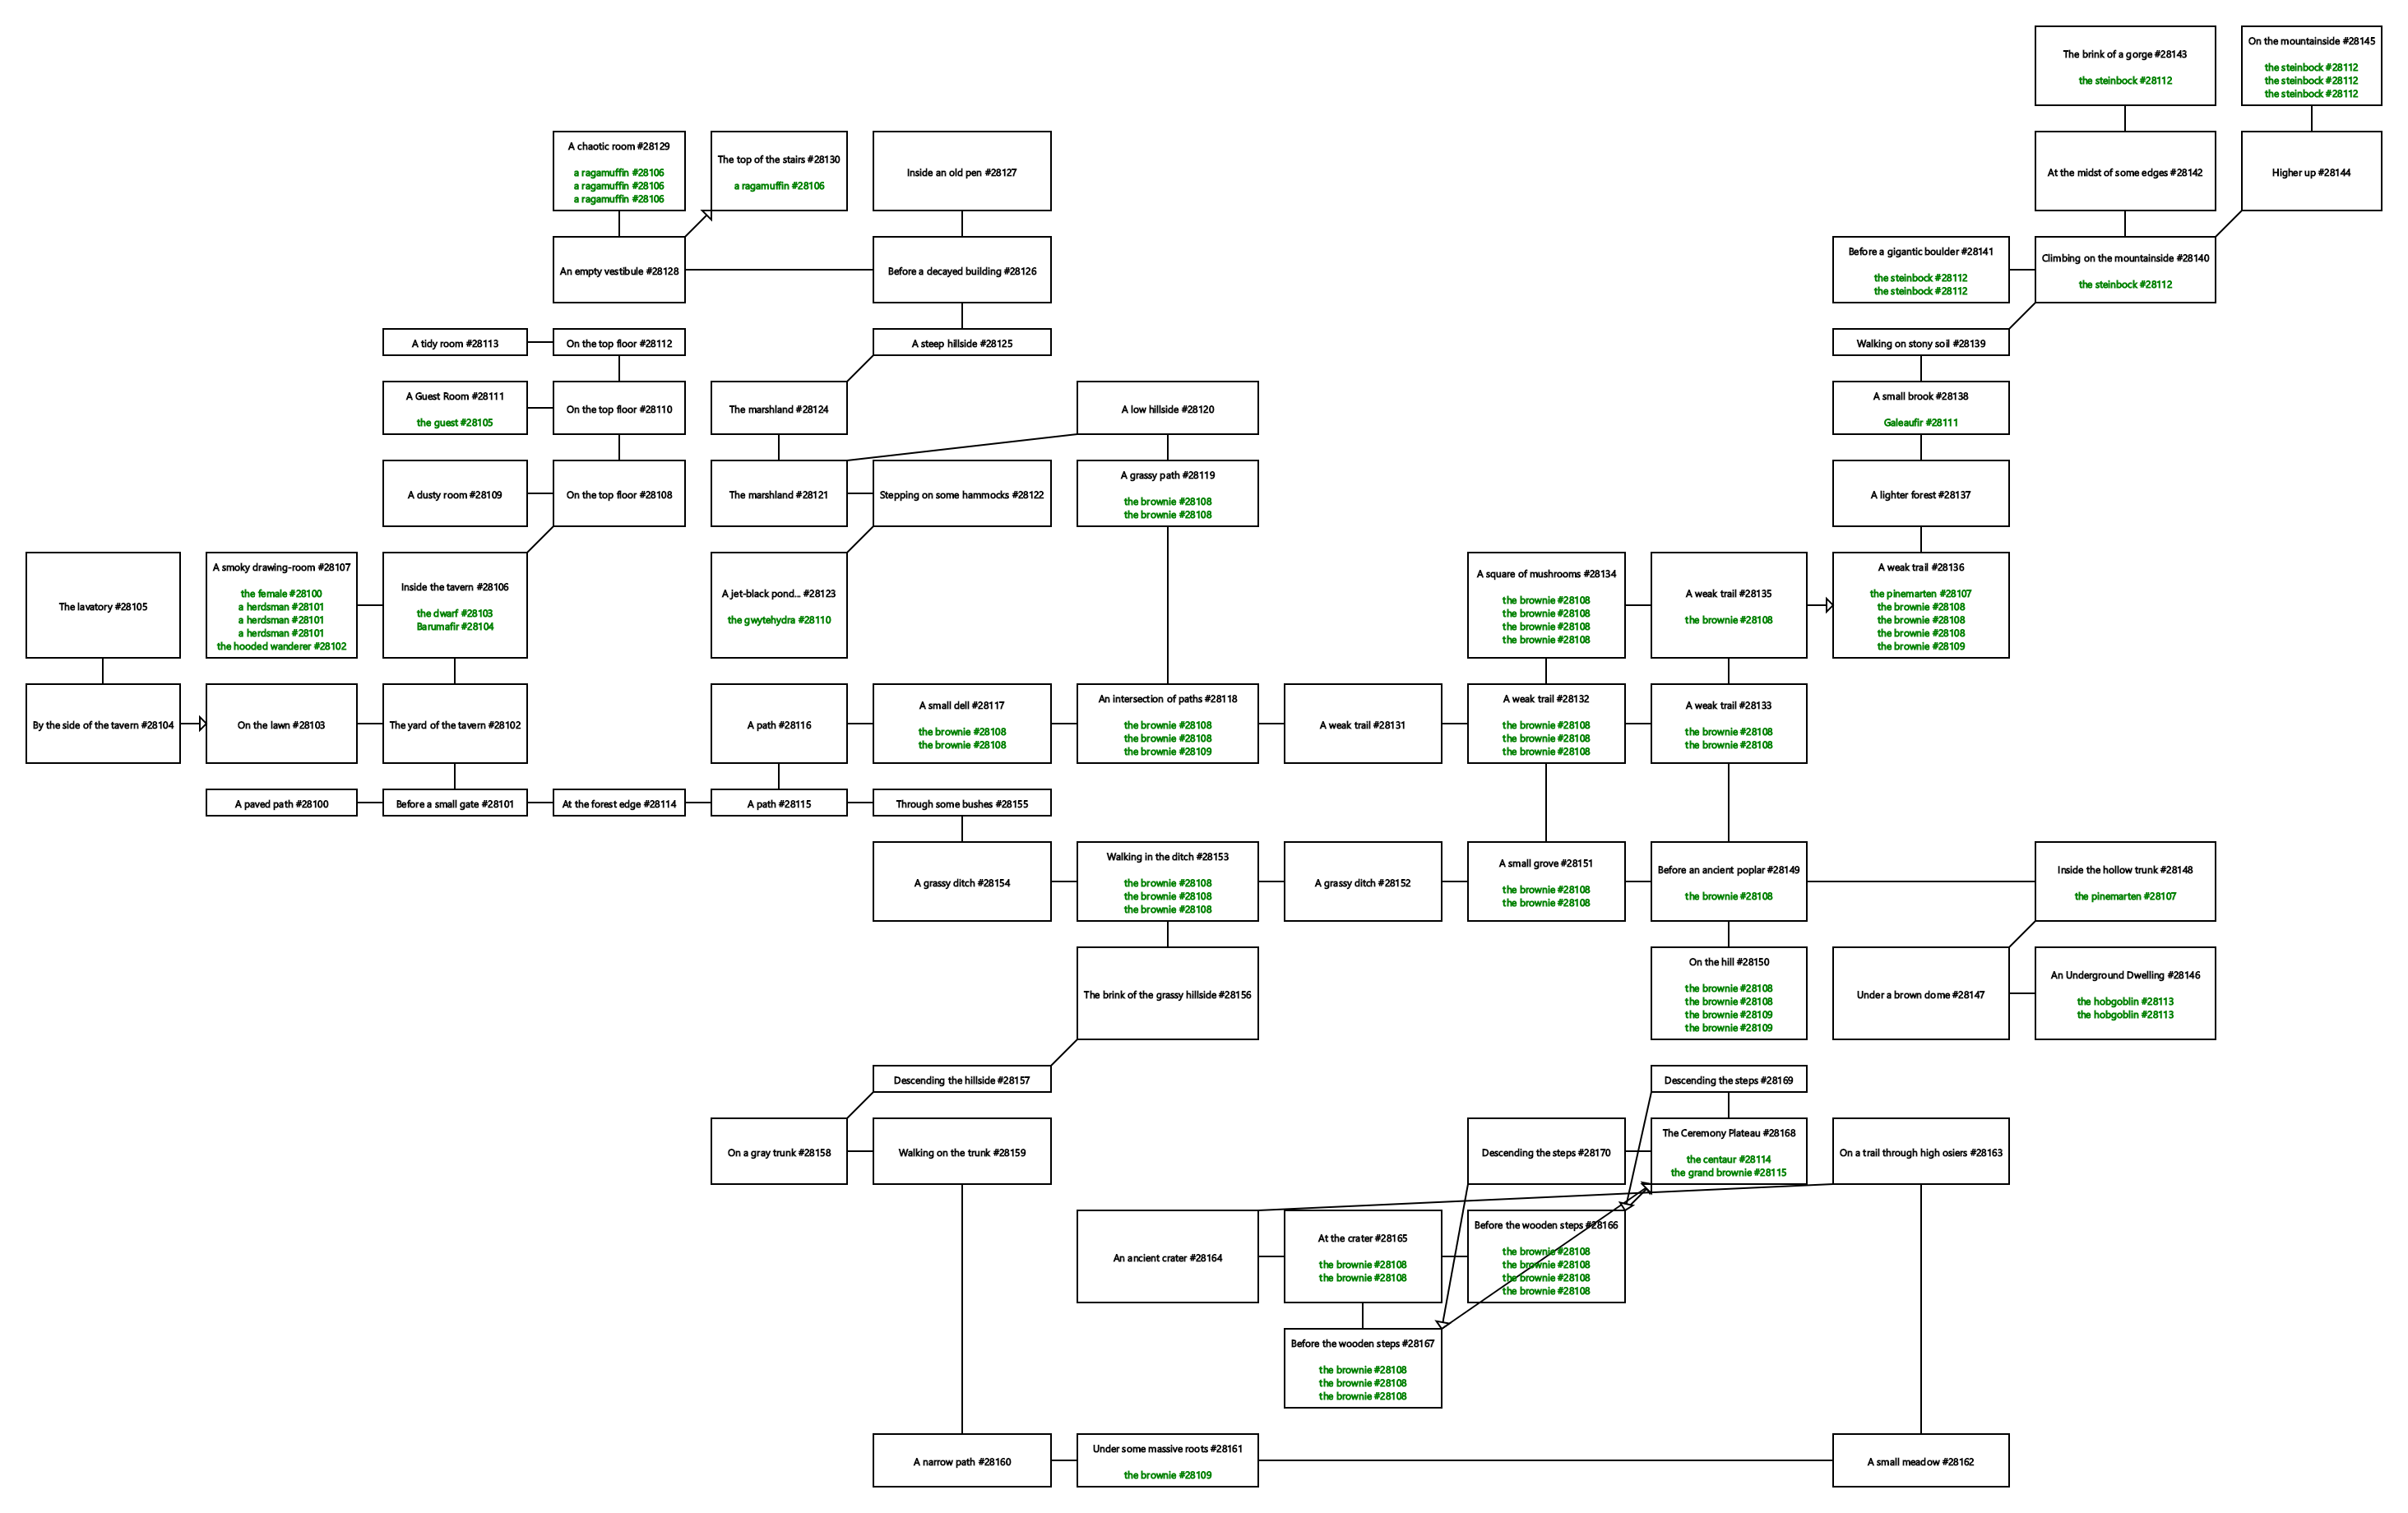 The brink of a gorge #28143
the steinbock #28112
On the mountainside #28145
the steinbock #28112
the steinbock #28112
the steinbock #28112
A chaotic room #28129
a ragamuffin #28106
a ragamuffin #28106
a ragamuffin #28106
The top of the stairs #28130
a ragamuffin #28106
Inside an old pen #28127
At the midst of some edges #28142
Higher up #28144
An empty vestibule #28128
Before a decayed building #28126
Before a gigantic boulder #28141
the steinbock #28112
the steinbock #28112
Climbing on the mountainside #28140
the steinbock #28112
A tidy room #28113
On the top floor #28112
A steep hillside #28125
Walking on stony soil #28139
A Guest Room #28111
the guest #28105
On the top floor #28110
The marshland #28124
A low hillside #28120
A small brook #28138
Galeaufir #28111
A dusty room #28109
On the top floor #28108
The marshland #28121
Stepping on some hammocks #28122
A grassy path #28119
the brownie #28108
the brownie #28108
A lighter forest #28137
The lavatory #28105
A smoky drawing-room #28107
the female #28100
a herdsman #28101
a herdsman #28101
a herdsman #28101
the hooded wanderer #28102
Inside the tavern #28106
the dwarf #28103
Barumafir #28104
A jet-black pond... #28123
the gwytehydra #28110
A square of mushrooms #28134
the brownie #28108
the brownie #28108
the brownie #28108
the brownie #28108
A weak trail #28135
the brownie #28108
A weak trail #28136
the pinemarten #28107
the brownie #28108
the brownie #28108
the brownie #28108
the brownie #28109
By the side of the tavern #28104
On the lawn #28103
The yard of the tavern #28102
A path #28116
A small dell #28117
the brownie #28108
the brownie #28108
An intersection of paths #28118
the brownie #28108
the brownie #28108
the brownie #28109
A weak trail #28131
A weak trail #28132
the brownie #28108
the brownie #28108
the brownie #28108
A weak trail #28133
the brownie #28108
the brownie #28108
A paved path #28100
Before a small gate #28101
At the forest edge #28114
A path #28115
Through some bushes #28155
A grassy ditch #28154
Walking in the ditch #28153
the brownie #28108
the brownie #28108
the brownie #28108
A grassy ditch #28152
A small grove #28151
the brownie #28108
the brownie #28108
Before an ancient poplar #28149
the brownie #28108
Inside the hollow trunk #28148
the pinemarten #28107
The brink of the grassy hillside #28156
On the hill #28150
the brownie #28108
the brownie #28108
the brownie #28109
the brownie #28109
Under a brown dome #28147
An Underground Dwelling #28146
the hobgoblin #28113
the hobgoblin #28113
Descending the hillside #28157
Descending the steps #28169
On a gray trunk #28158
Walking on the trunk #28159
Descending the steps #28170
The Ceremony Plateau #28168
the centaur #28114
the grand brownie #28115
On a trail through high osiers #28163
An ancient crater #28164
At the crater #28165
the brownie #28108
the brownie #28108
Before the wooden steps #28166
the brownie #28108
the brownie #28108
the brownie #28108
the brownie #28108
Before the wooden steps #28167
the brownie #28108
the brownie #28108
the brownie #28108
A narrow path #28160
Under some massive roots #28161
the brownie #28109
A small meadow #28162